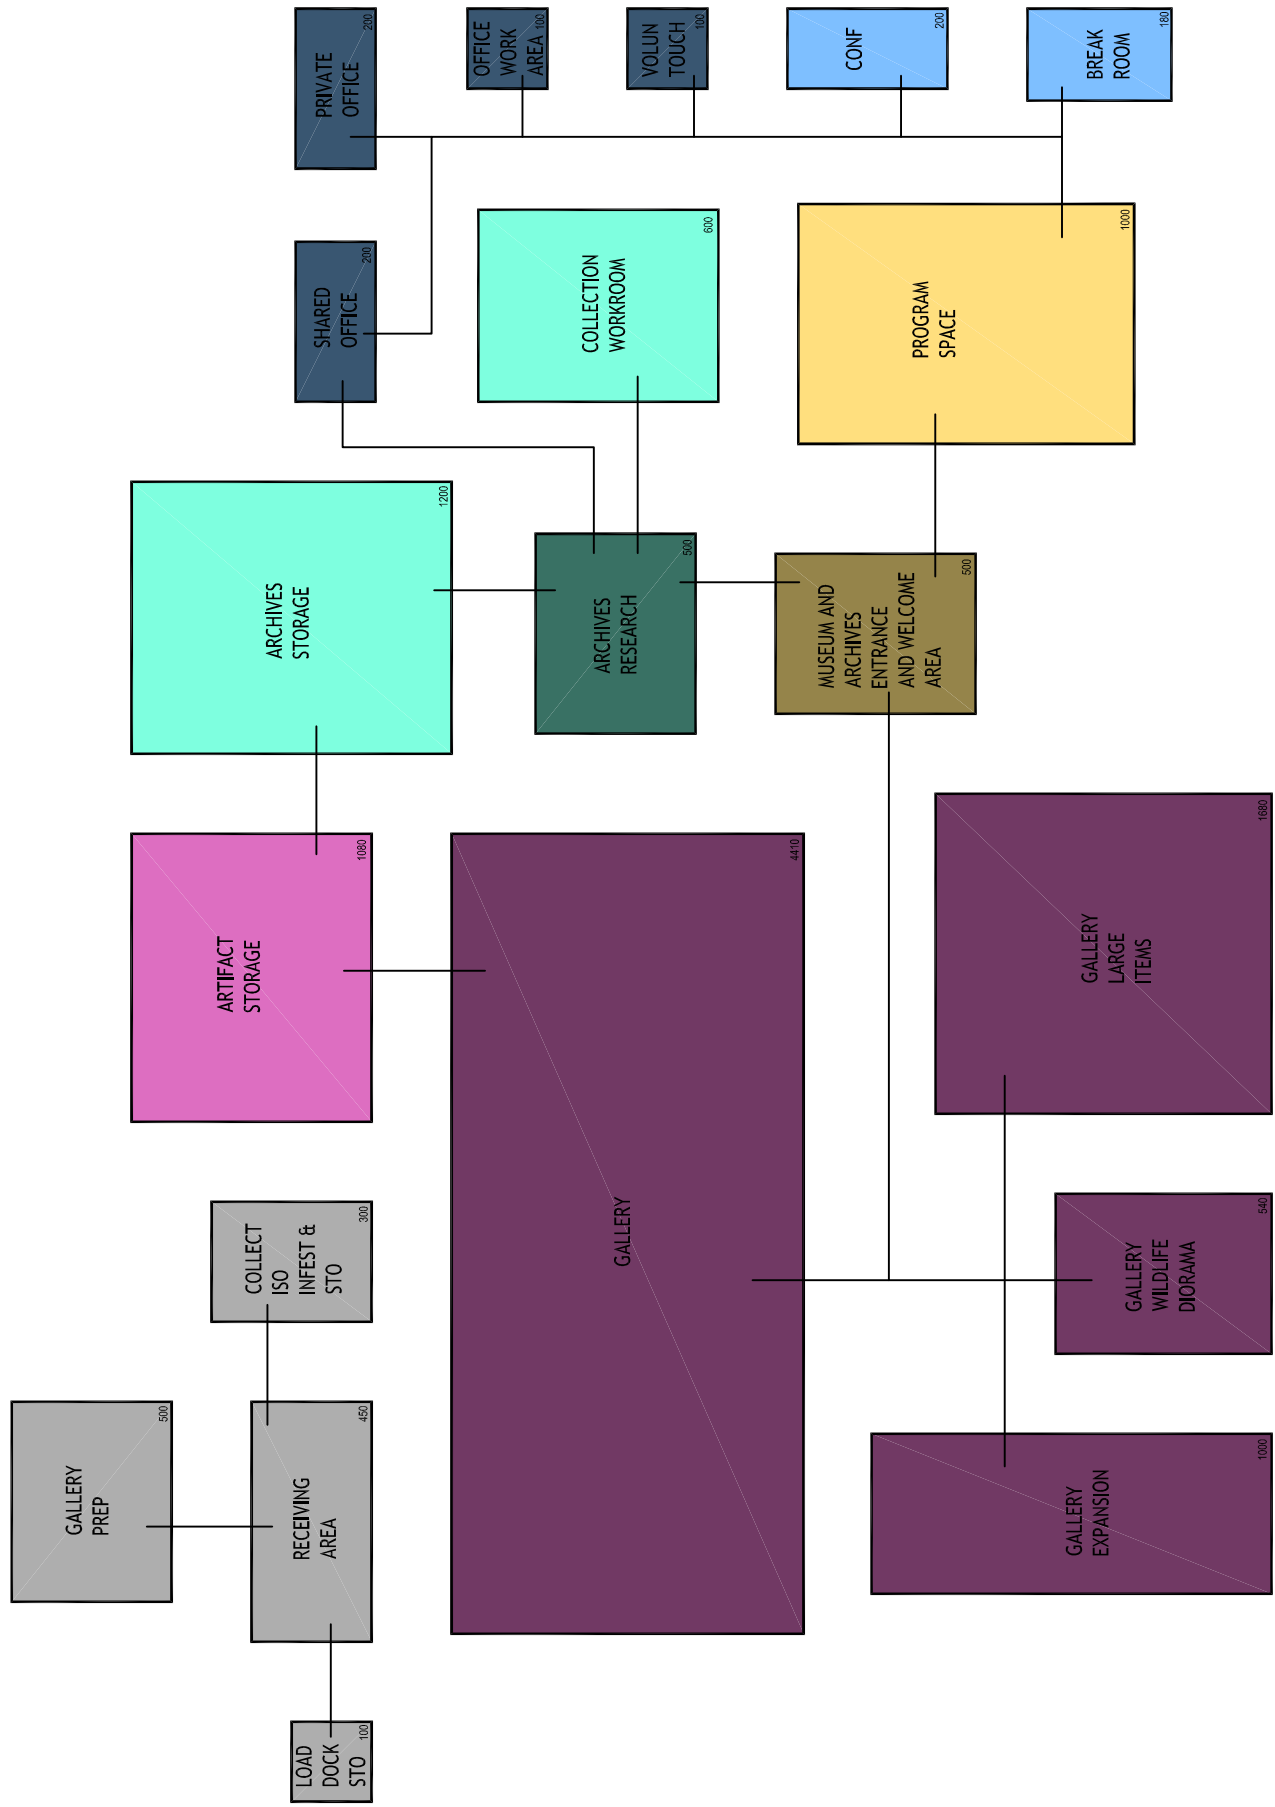 LOAD
DOCK
STO
100
GALLERY
PREP
500
RECEIVING
AREA
450
COLLECT
ISO
INFEST &
STO
300
ARTIFACT
STORAGE
1080
ARCHIVES
STORAGE
1200
SHARED
OFFICE
200
PRIVATE
OFFICE
200
OFFICE
WORK
AREA
100
VOLUN
TOUCH
100
CONF
200
BREAK
ROOM
180
COLLECTION
WORKROOM
600
PROGRAM
SPACE
1000
ARCHIVES
RESEARCH
500
MUSEUM AND
ARCHIVES
ENTRANCE
AND WELCOME
AREA
500
GALLERY
4410
GALLERY
LARGE
ITEMS
1680
GALLERY
WILDLIFE
DIORAMA
540
GALLERY
EXPANSION
1000